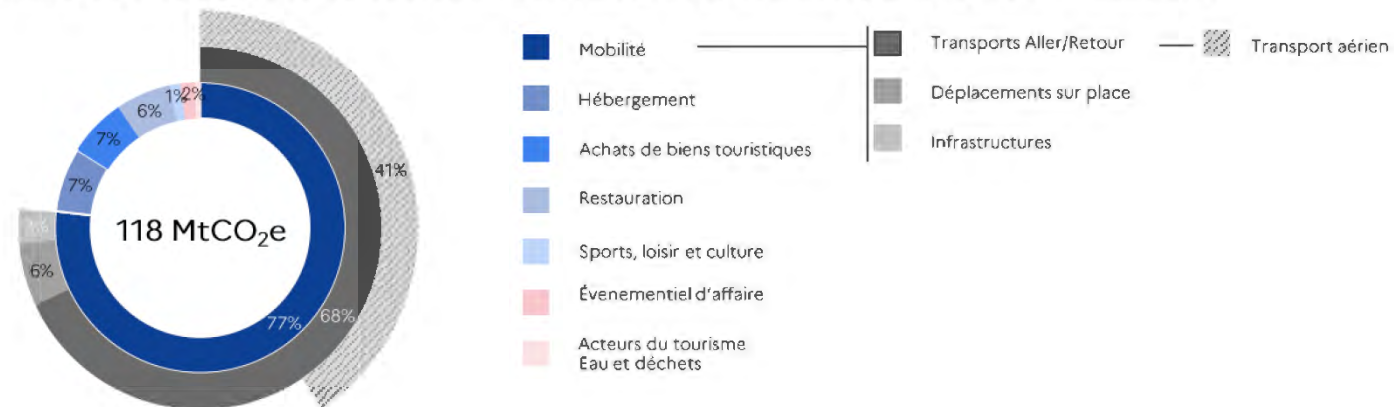 Mobilité
Transports Aller/Retour
Transport aérien
Hébergement
Déplacements sur place
Achats de biens touristiques
Infrastructures
Restauration
Sports, loisir et culture
Évenementiel d'affaire
Acteurs du tourisme
Eau et déchets
1%
2%
6%
7%
41%
7%
118 MtCO₂e
6%
77%
68%